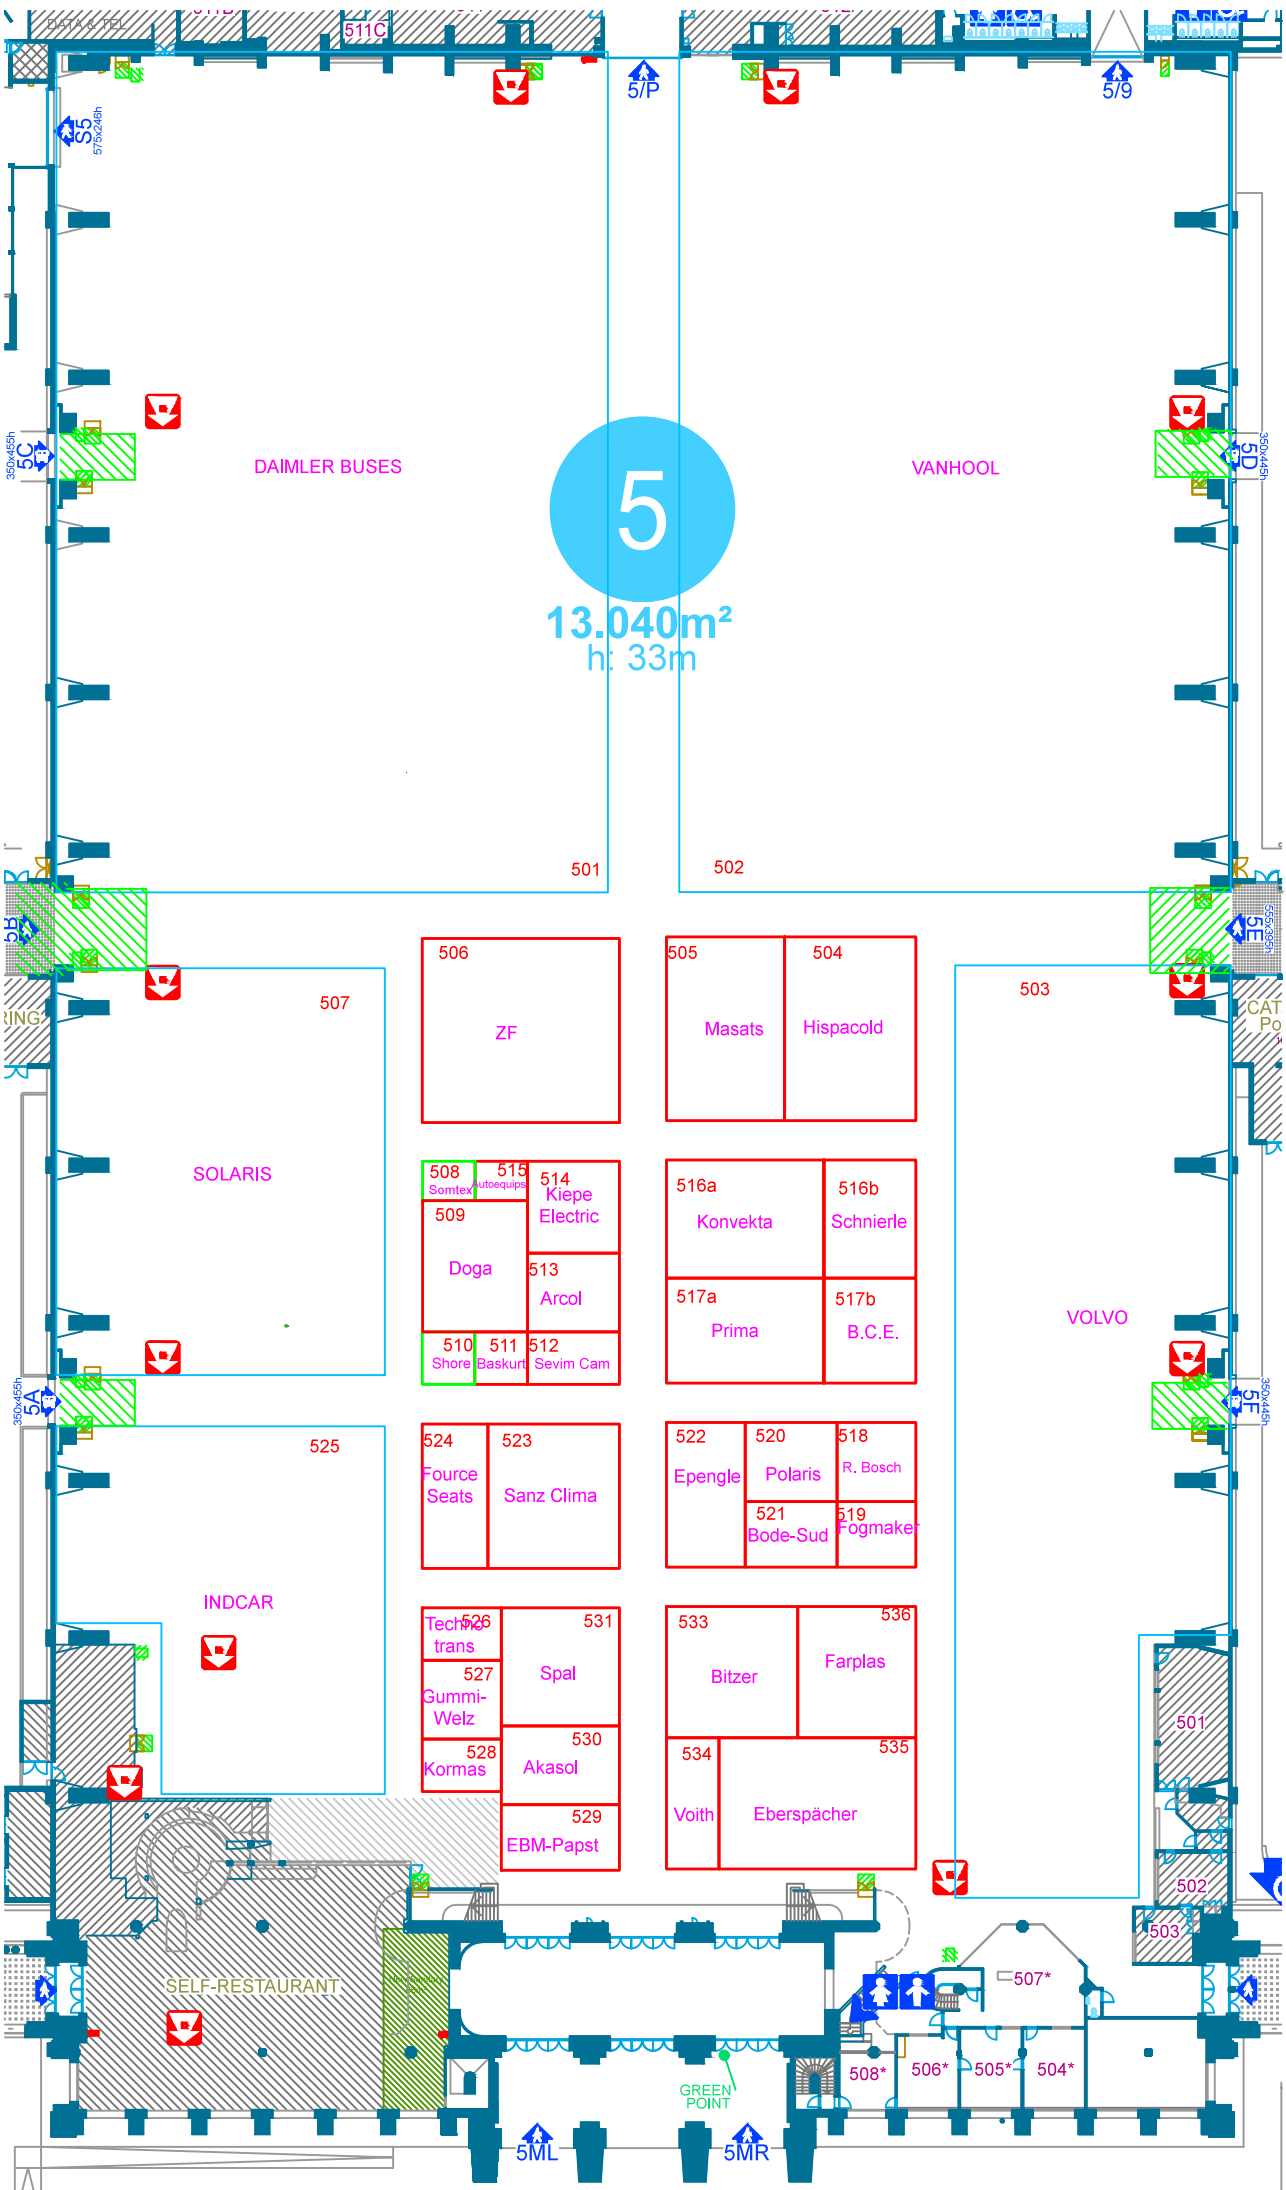 DATA & TEL
511C
5/P
5/9
S5
575x246h
5C
350x455h
DAIMLER BUSES
VANHOOL
5D
350x445h
5
13.040m²
h: 33m
501
502
5B
5E
555x395h
506
505
504
507
503
ZF
Masats
Hispacold
RING
CAT
Po
SOLARIS
508
Somtex
515
Autoequips
514
Kiepe
Electric
509
Doga
513
Arcol
510
Shore
511
Baskurt
512
Sevim Cam
516a
Konvekta
516b
Schnierle
517a
Prima
517b
B.C.E.
VOLVO
5A
350x455h
5F
350x445h
525
INDCAR
524
Fource
Seats
523
Sanz Clima
522
Epengle
520
Polaris
518
R. Bosch
521
Bode-Sud
519
Fogmaker
526
Techno
trans
531
Spal
527
Gummi-
Welz
528
Kormas
530
Akasol
529
EBM-Papst
533
Bitzer
536
Farplas
534
Voith
535
Eberspächer
501
502
503
SELF-RESTAURANT
507*
508*
506*
505*
504*
GREEN
POINT
5ML
5MR